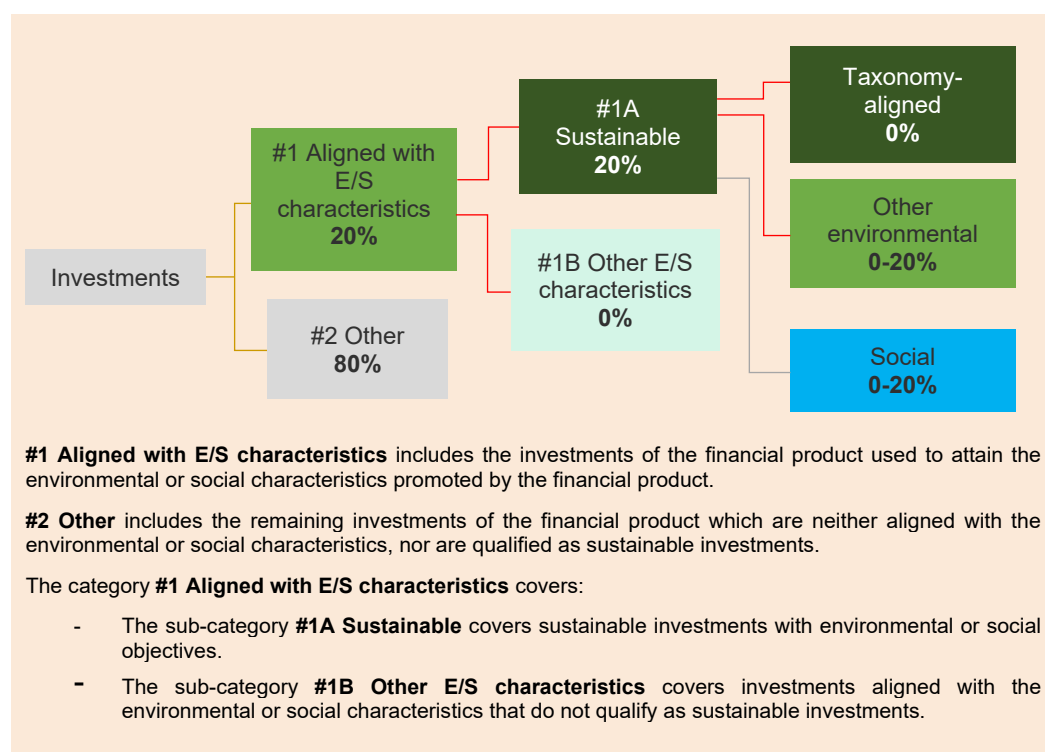 Investments
#1 Aligned with
E/S
characteristics
20%
#2 Other
80%
#1A
Sustainable
20%
#1B Other E/S
characteristics
0%
Taxonomy-
aligned
0%
Other
environmental
0-20%
Social
0-20%
#1 Aligned with E/S characteristics includes the investments of the financial product used to attain the
environmental or social characteristics promoted by the financial product.
#2 Other includes the remaining investments of the financial product which are neither aligned with the
environmental or social characteristics, nor are qualified as sustainable investments.
The category #1 Aligned with E/S characteristics covers:
- The sub-category #1A Sustainable covers sustainable investments with environmental or social
objectives.
- The sub-category #1B Other E/S characteristics covers investments aligned with the
environmental or social characteristics that do not qualify as sustainable investments.